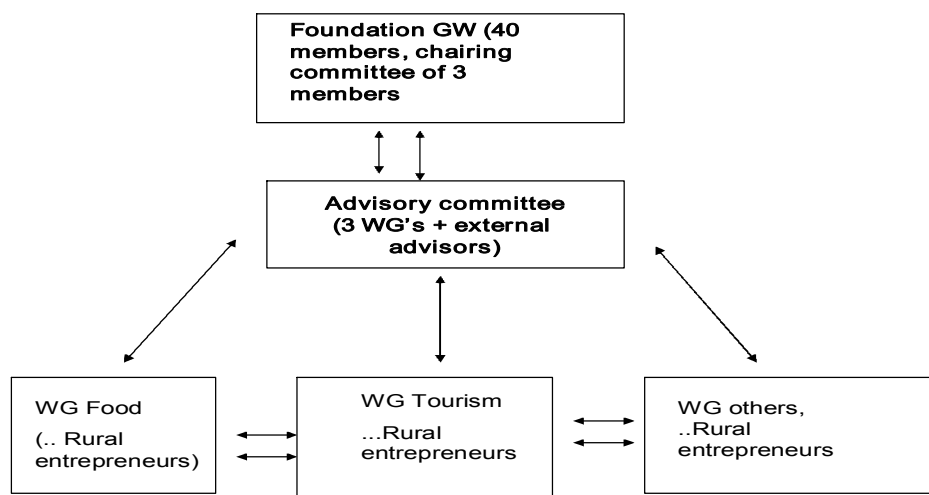 Foundation GW (40
members, chairing
committee of 3
members
Advisory committee
(3 WG's + external
advisors)
WG Food
(.. Rural
entrepreneurs)
WG Tourism
...Rural
entrepreneurs
WG others,
..Rural
entrepreneurs